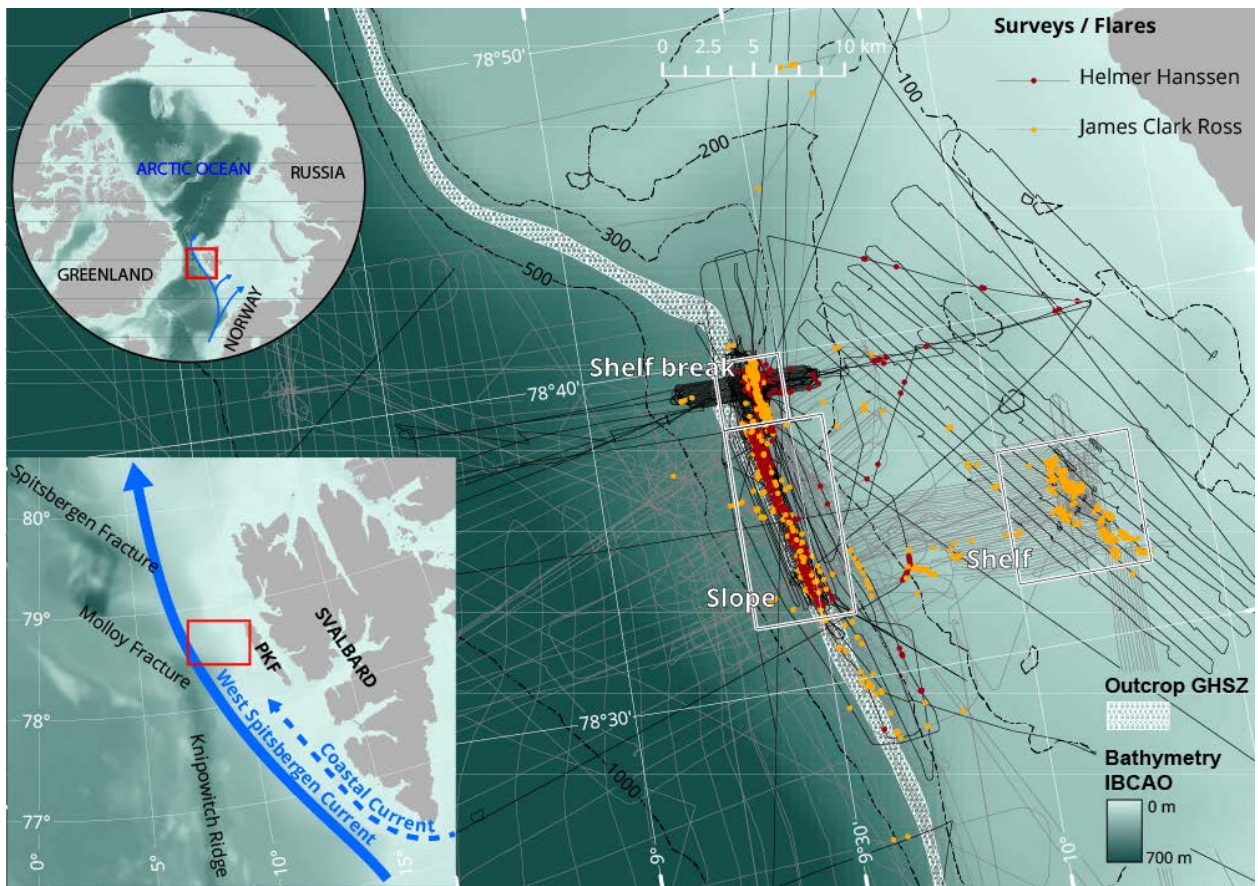 Surveys / Flares
Helmer Hanssen
James Clark Ross
0 2.5 5 10 km
78°50'
100
200
300
500
ARCTIC OCEAN
RUSSIA
GREENLAND
NORWAY
Shelf break
78°40'
Shelf
Slope
78°30'
1000
9°
9°30'
10°
Spitsbergen Fracture
Molloy Fracture
Knipowitch Ridge
PKF
SVALBARD
West Spitsbergen Current
Coastal Current
80°
79°
78°
77°
0°
5°
10°
15°
Outcrop GHSZ
Bathymetry
IBCAO
0 m
700 m